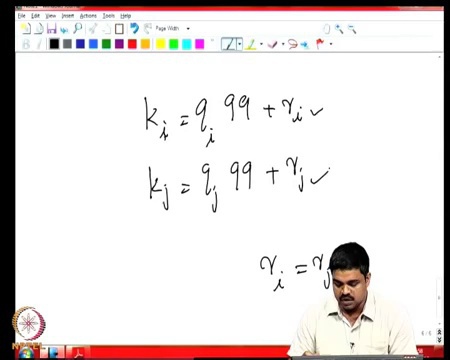 File Edit View Insert Actions Tools Help
Page Width
B I
k_i = q_i 99 + r_i ✓
k_j = q_j 99 + r_j ✓
r_i = r_j
6/6